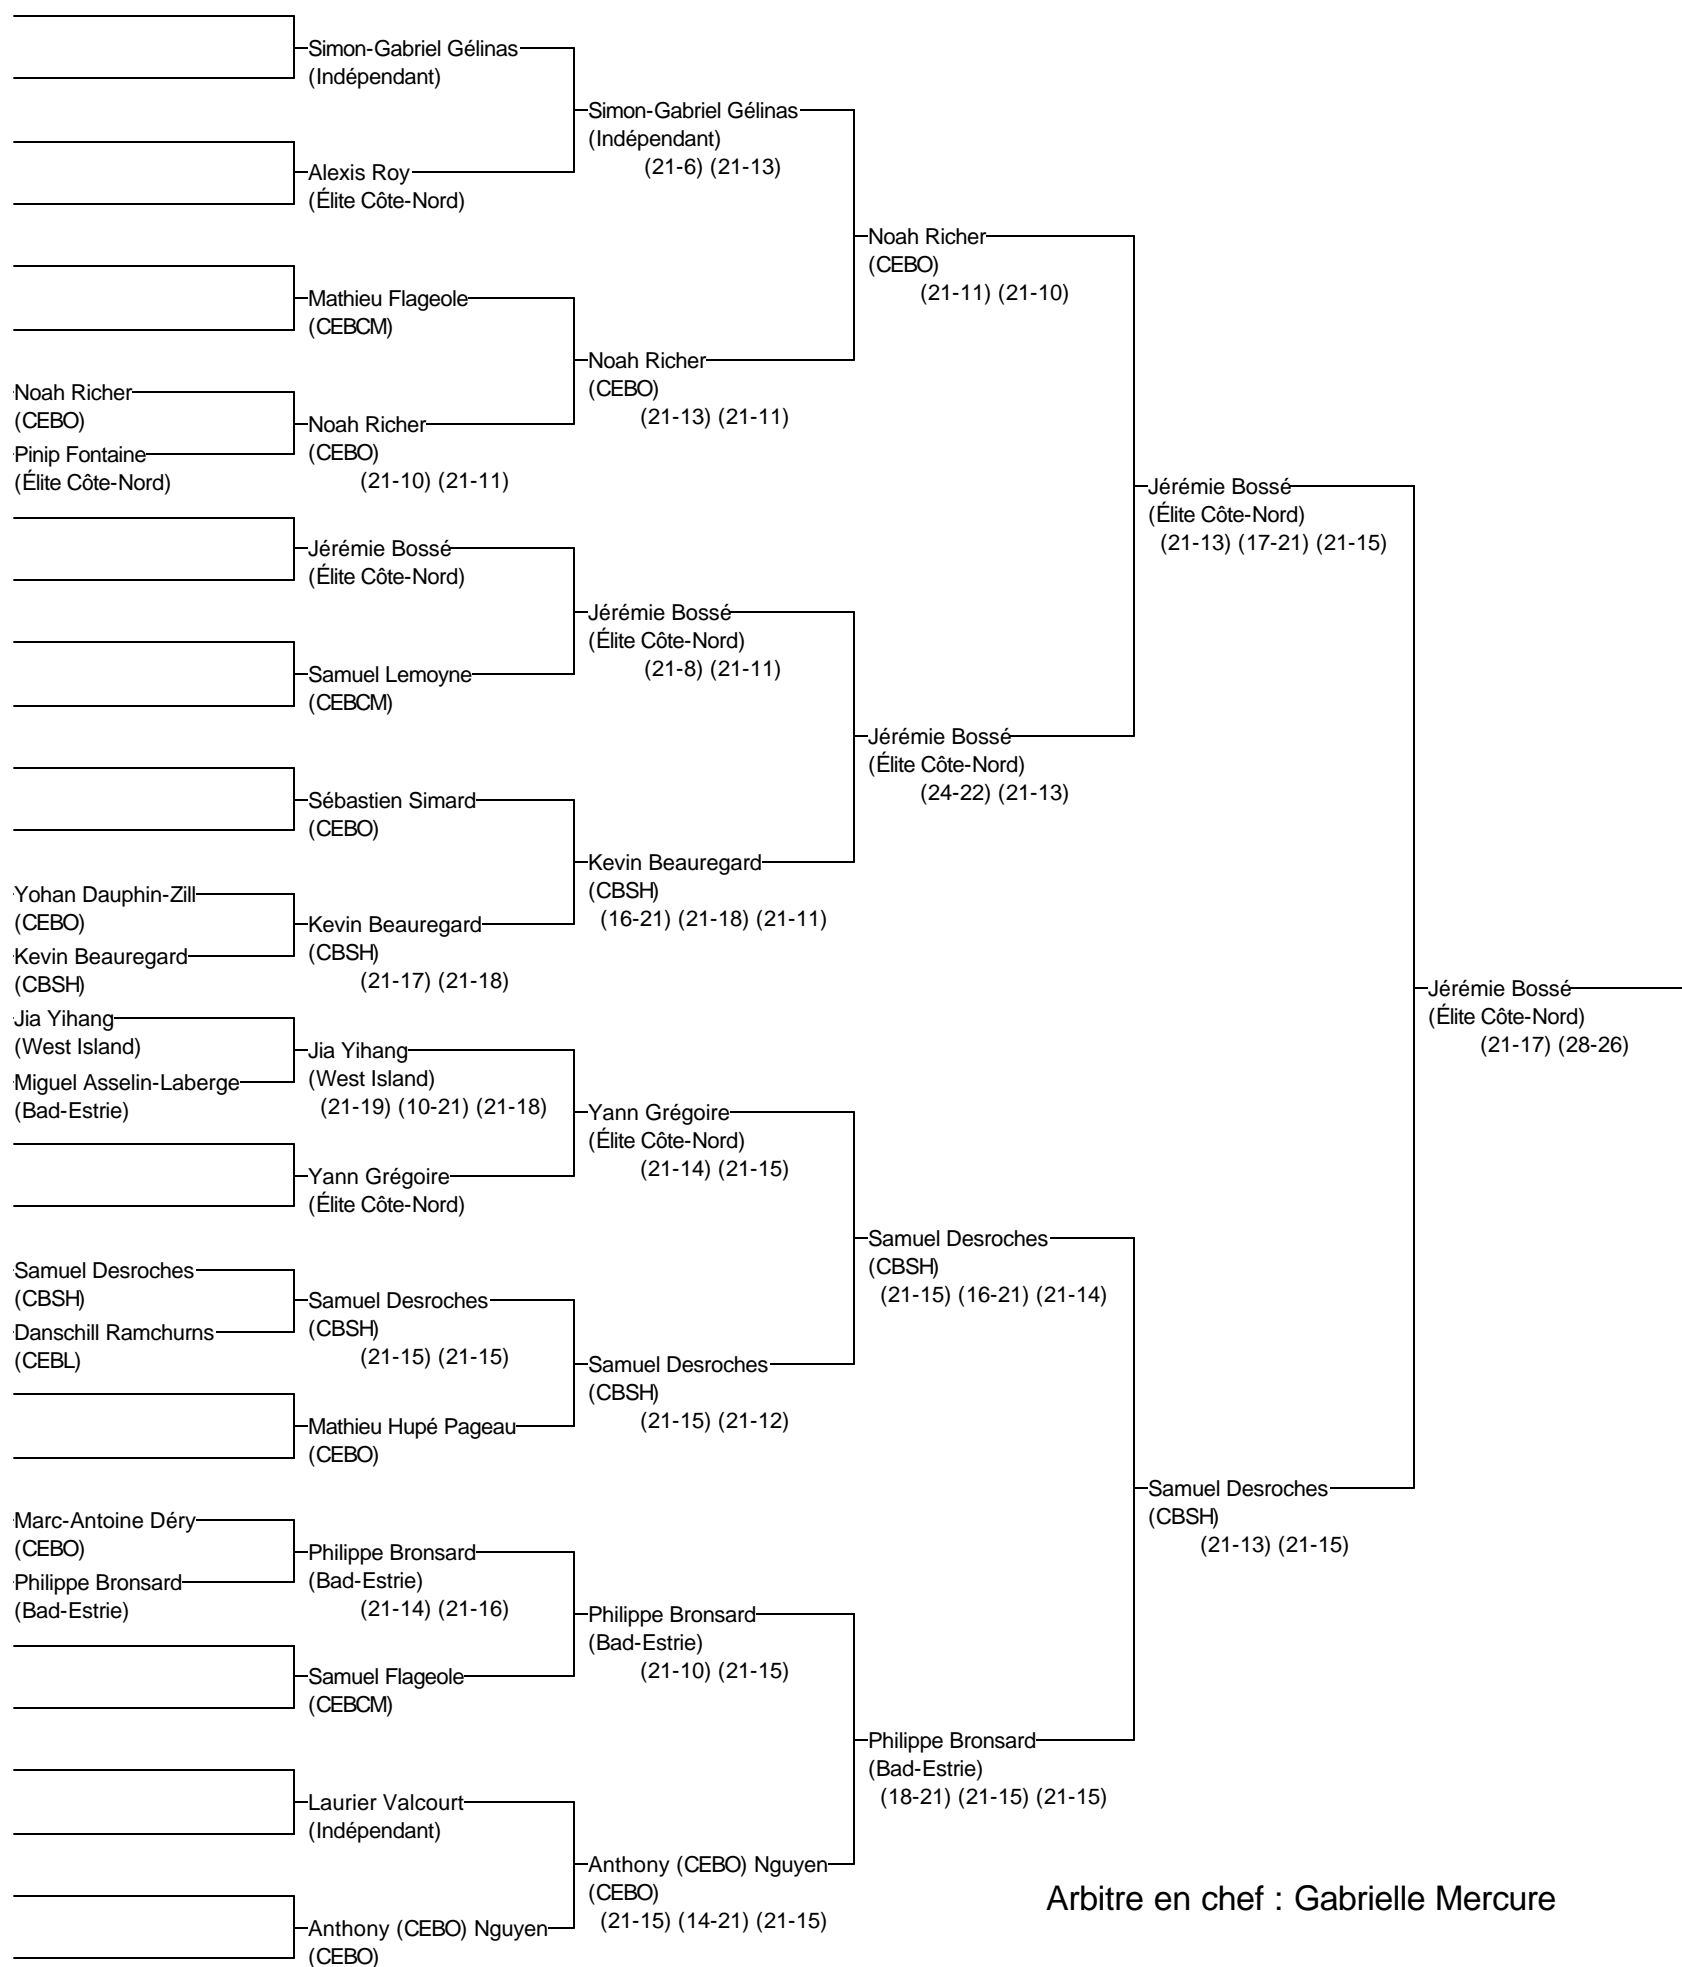 Noah Richer
(CEBO)
Pinip Fontaine
(Élite Côte-Nord)
Yohan Dauphin-Zill
(CEBO)
Kevin Beauregard
(CBSH)
Jia Yihang
(West Island)
Miguel Asselin-Laberge
(Bad-Estrie)
Samuel Desroches
(CBSH)
Danschill Ramchurns
(CEBL)
Marc-Antoine Déry
(CEBO)
Philippe Bronsard
(Bad-Estrie)
Simon-Gabriel Gélinas
(Indépendant)
Alexis Roy
(Élite Côte-Nord)
Mathieu Flageole
(CEBCM)
Noah Richer
(CEBO)
(21-10) (21-11)
Jérémie Bossé
(Élite Côte-Nord)
Samuel Lemoyne
(CEBCM)
Sébastien Simard
(CEBO)
Kevin Beauregard
(CBSH)
(21-17) (21-18)
Jia Yihang
(West Island)
(21-19) (10-21) (21-18)
Yann Grégoire
(Élite Côte-Nord)
Samuel Desroches
(CBSH)
(21-15) (21-15)
Mathieu Hupé Pageau
(CEBO)
Philippe Bronsard
(Bad-Estrie)
(21-14) (21-16)
Samuel Flageole
(CEBCM)
Laurier Valcourt
(Indépendant)
Anthony (CEBO) Nguyen
(CEBO)
Simon-Gabriel Gélinas
(Indépendant)
(21-6) (21-13)
Noah Richer
(CEBO)
(21-13) (21-11)
Jérémie Bossé
(Élite Côte-Nord)
(21-8) (21-11)
Kevin Beauregard
(CBSH)
(16-21) (21-18) (21-11)
Yann Grégoire
(Élite Côte-Nord)
(21-14) (21-15)
Samuel Desroches
(CBSH)
(21-15) (21-12)
Philippe Bronsard
(Bad-Estrie)
(21-10) (21-15)
Anthony (CEBO) Nguyen
(CEBO)
(21-15) (14-21) (21-15)
Noah Richer
(CEBO)
(21-11) (21-10)
Jérémie Bossé
(Élite Côte-Nord)
(24-22) (21-13)
Samuel Desroches
(CBSH)
(21-15) (16-21) (21-14)
Philippe Bronsard
(Bad-Estrie)
(18-21) (21-15) (21-15)
Jérémie Bossé
(Élite Côte-Nord)
(21-13) (17-21) (21-15)
Samuel Desroches
(CBSH)
(21-13) (21-15)
Jérémie Bossé
(Élite Côte-Nord)
(21-17) (28-26)
Arbitre en chef : Gabrielle Mercure